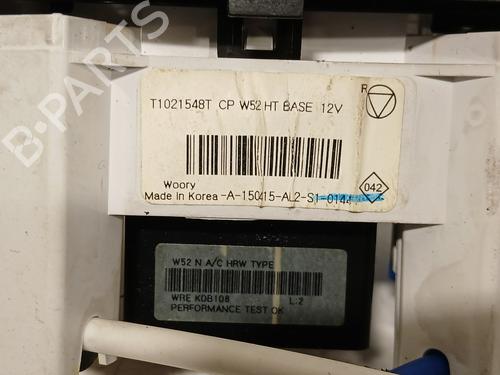 B-PARTS
T1021548T CP W52 HT BASE 12V
R
Woory
Made in Korea -A-150415-AL2-S1-0144
042
W52 N A/C HRW TYPE
WRE KDB108 L:2
PERFORMANCE TEST OK